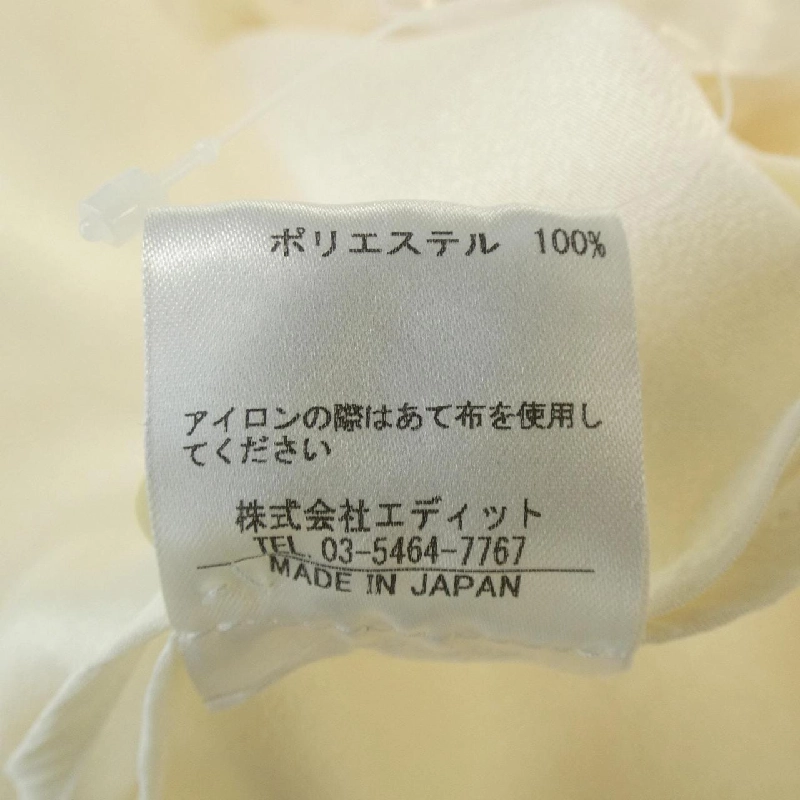 ポリエステル 100%
アイロンの際はあて布を使用し
てください
株式会社エディット
TEL. 03-5464-7767
MADE IN JAPAN